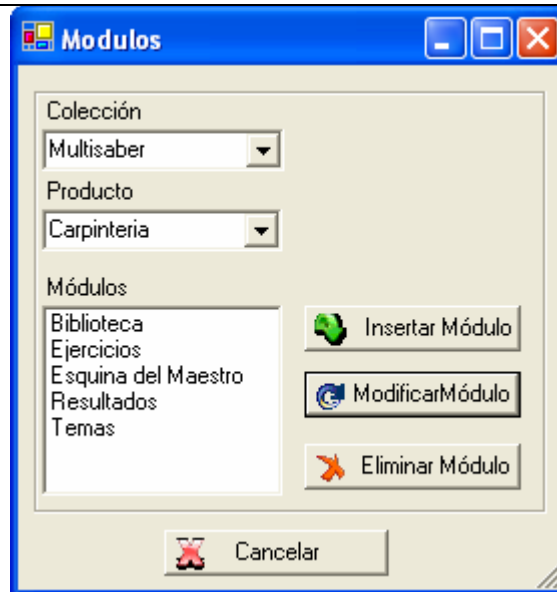 Modulos
Colección
Multisaber
Producto
Carpinteria
Módulos
Biblioteca
Ejercicios
Esquina del Maestro
Resultados
Temas
Insertar Módulo
ModificarMódulo
Eliminar Módulo
Cancelar